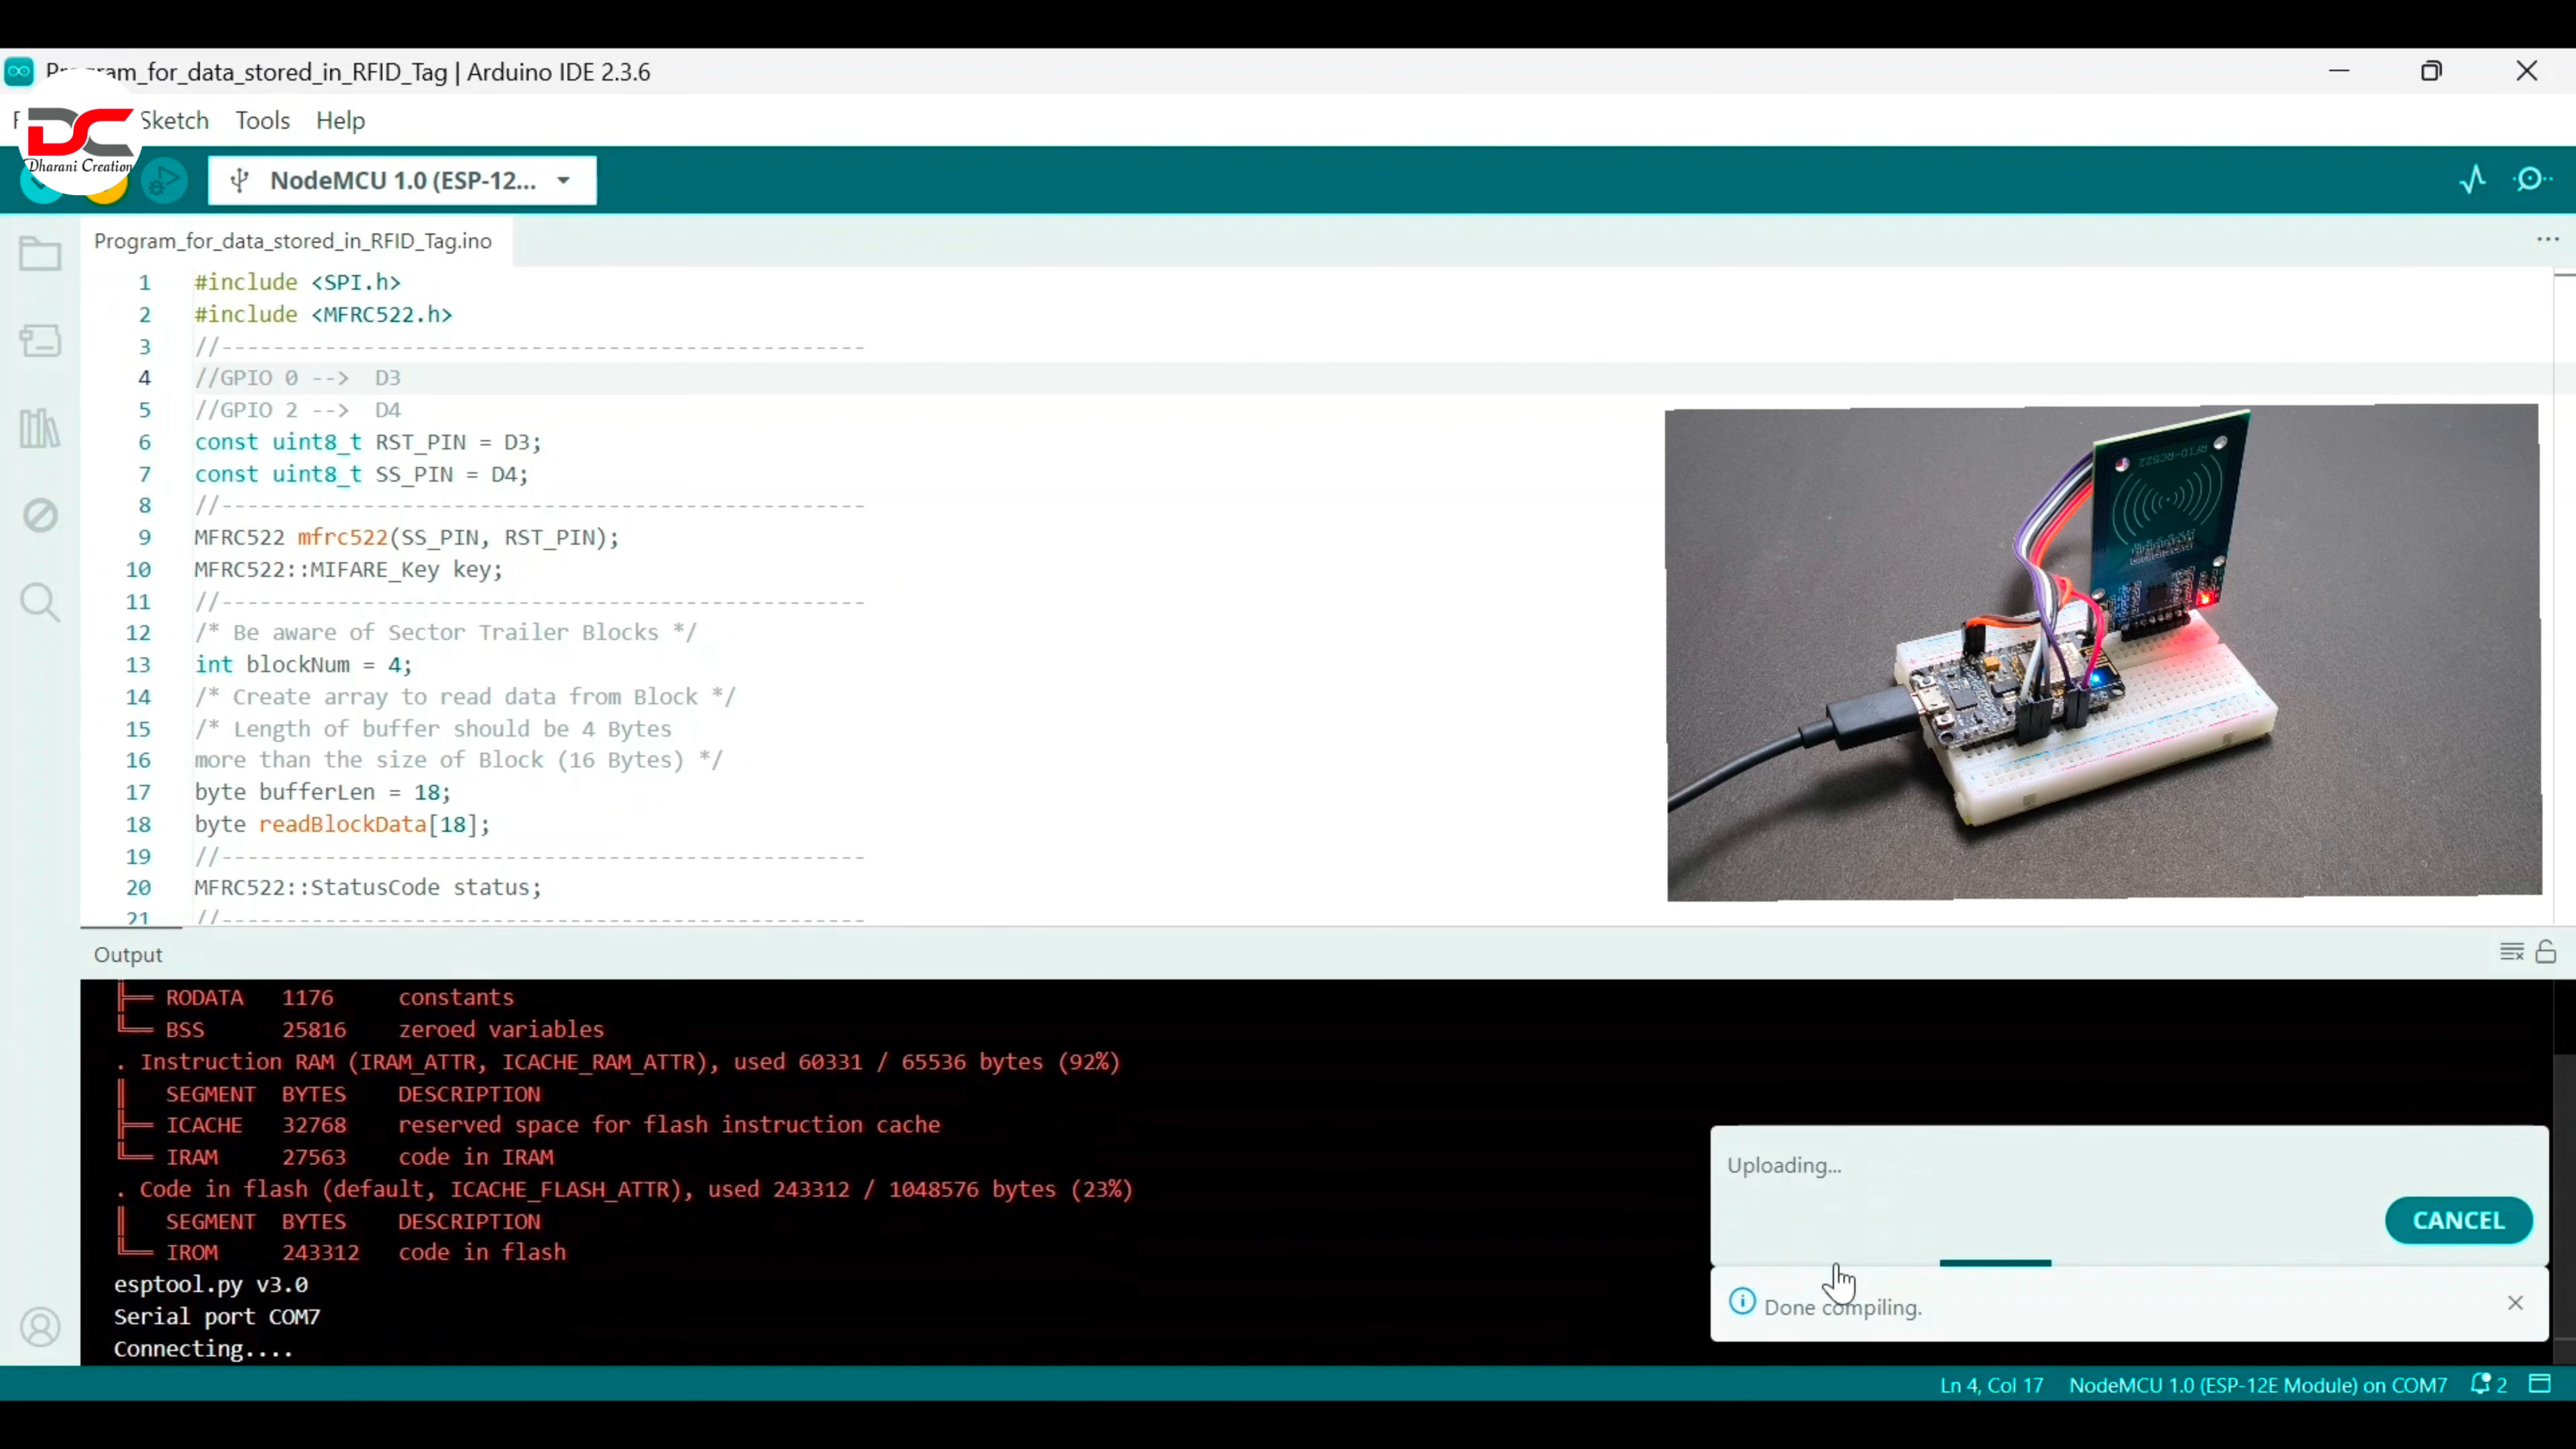 Program_for_data_stored_in_RFID_Tag | Arduino IDE 2.3.6
Sketch Tools Help
DC
Dharani Creation
NodeMCU 1.0 (ESP-12...
Program_for_data_stored_in_RFID_Tag.ino
1 #include <SPI.h>
2 #include <MFRC522.h>
3 //--------------------------------------------------
4 //GPIO 0 --> D3
5 //GPIO 2 --> D4
6 const uint8_t RST_PIN = D3;
7 const uint8_t SS_PIN = D4;
8 //--------------------------------------------------
9 MFRC522 mfrc522(SS_PIN, RST_PIN);
10 MFRC522::MIFARE_Key key;
11 //--------------------------------------------------
12 /* Be aware of Sector Trailer Blocks */
13 int blockNum = 4;
14 /* Create array to read data from Block */
15 /* Length of buffer should be 4 Bytes
16 more than the size of Block (16 Bytes) */
17 byte bufferLen = 18;
18 byte readBlockData[18];
19 //--------------------------------------------------
20 MFRC522::StatusCode status;
21 //--------------------------------------------------
RFID-RC522
Output
RODATA 1176 constants
BSS 25816 zeroed variables
. Instruction RAM (IRAM_ATTR, ICACHE_RAM_ATTR), used 60331 / 65536 bytes (92%)
SEGMENT BYTES DESCRIPTION
ICACHE 32768 reserved space for flash instruction cache
IRAM 27563 code in IRAM
. Code in flash (default, ICACHE_FLASH_ATTR), used 243312 / 1048576 bytes (23%)
SEGMENT BYTES DESCRIPTION
IROM 243312 code in flash
esptool.py v3.0
Serial port COM7
Connecting....
Uploading...
CANCEL
Done compiling.
Ln 4, Col 17 NodeMCU 1.0 (ESP-12E Module) on COM7 2